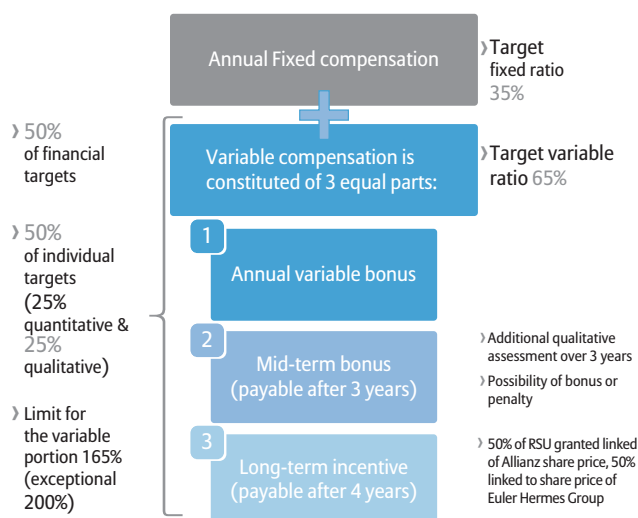 Annual Fixed compensation
❯ Target
fixed ratio
35%
❯ 50%
of financial
targets
❯ 50%
of individual
targets
(25%
quantitative &
25%
qualitative)
❯ Limit for
the variable
portion 165%
(exceptional
200%)
Variable compensation is
constituted of 3 equal parts:
❯ Target variable
ratio 65%
1
Annual variable bonus
2
Mid-term bonus
(payable after 3 years)
❯ Additional qualitative
assessment over 3 years
❯ Possibility of bonus or
penalty
3
Long-term incentive
(payable after 4 years)
❯ 50% of RSU granted linked
of Allianz share price, 50%
linked to share price of
Euler Hermes Group